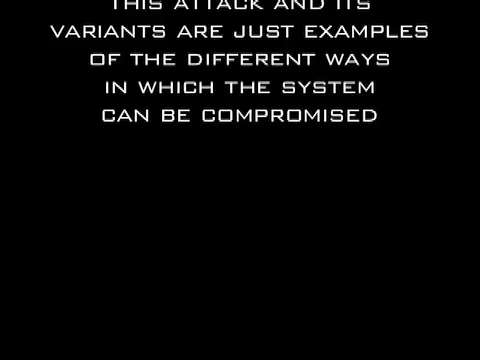 THIS ATTACK AND ITS
VARIANTS ARE JUST EXAMPLES
OF THE DIFFERENT WAYS
IN WHICH THE SYSTEM
CAN BE COMPROMISED